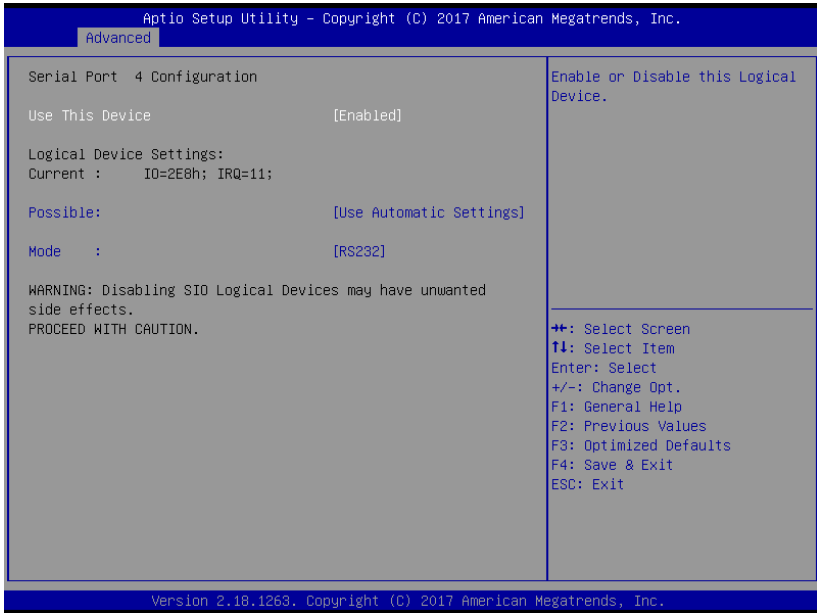 Aptio Setup Utility – Copyright (C) 2017 American Megatrends, Inc.
Advanced
Serial Port 4 Configuration
Use This Device [Enabled]
Logical Device Settings:
Current : IO=2E8h; IRQ=11;
Possible: [Use Automatic Settings]
Mode : [RS232]
WARNING: Disabling SIO Logical Devices may have unwanted
side effects.
PROCEED WITH CAUTION.
Enable or Disable this Logical
Device.
→←: Select Screen
↑↓: Select Item
Enter: Select
+/-: Change Opt.
F1: General Help
F2: Previous Values
F3: Optimized Defaults
F4: Save & Exit
ESC: Exit
Version 2.18.1263. Copyright (C) 2017 American Megatrends, Inc.